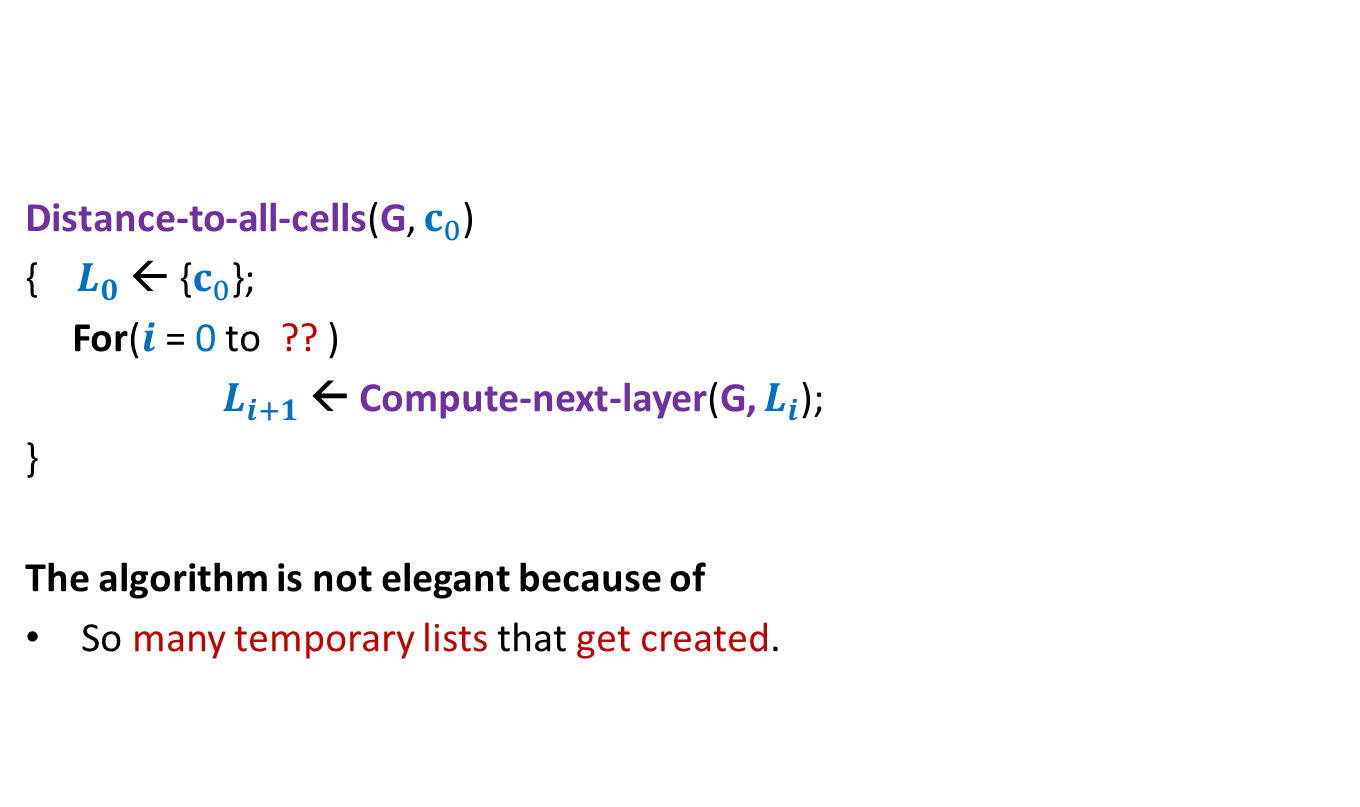 Distance-to-all-cells(G, c₀)
{ L₀ ← {c₀};
For(i = 0 to ?? )
Lᵢ₊₁ ← Compute-next-layer(G, Lᵢ);
}
The algorithm is not elegant because of
• So many temporary lists that get created.